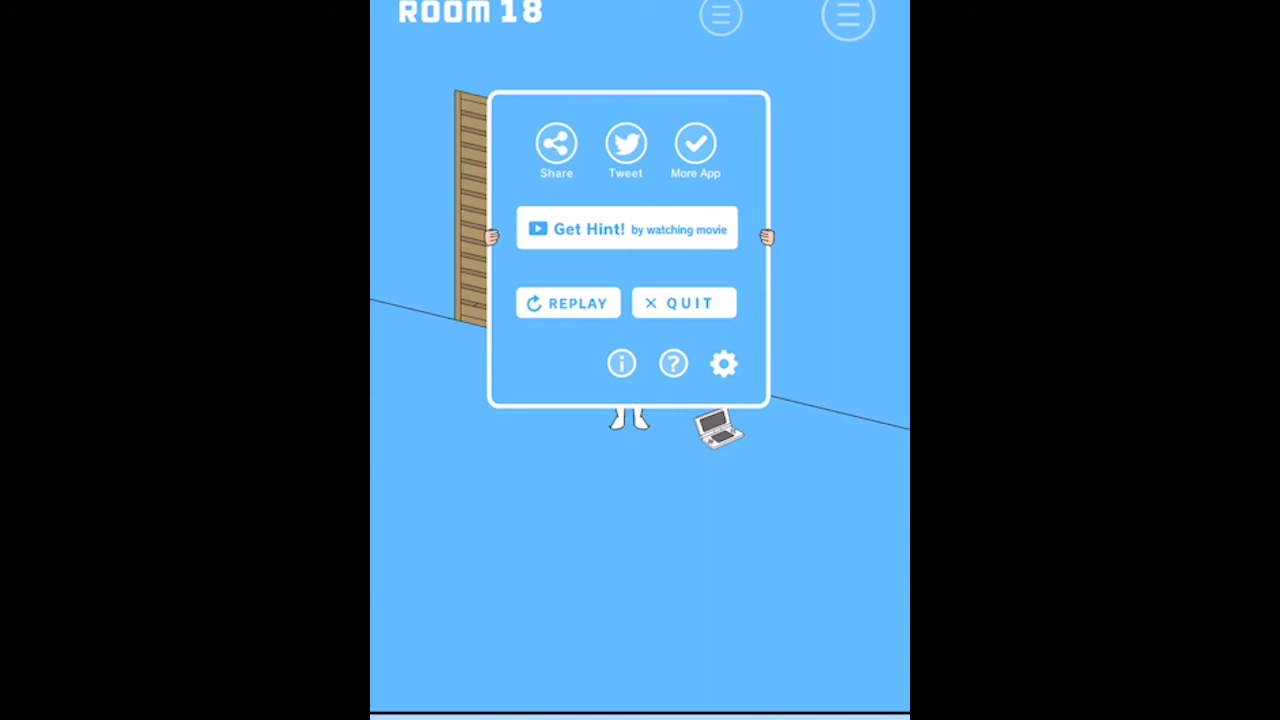 ROOM 18
Share Tweet More App
Get Hint! by watching movie
REPLAY QUIT